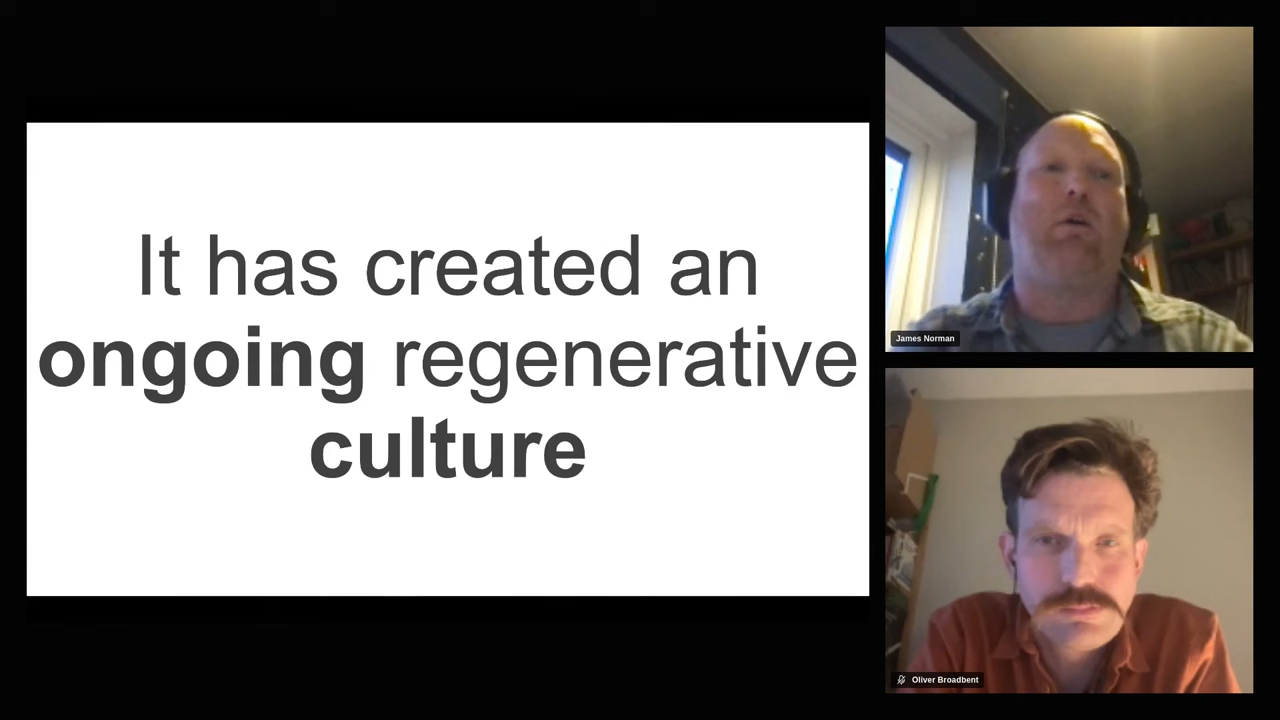 It has created an
ongoing regenerative
culture
James Norman
Oliver Broadbent